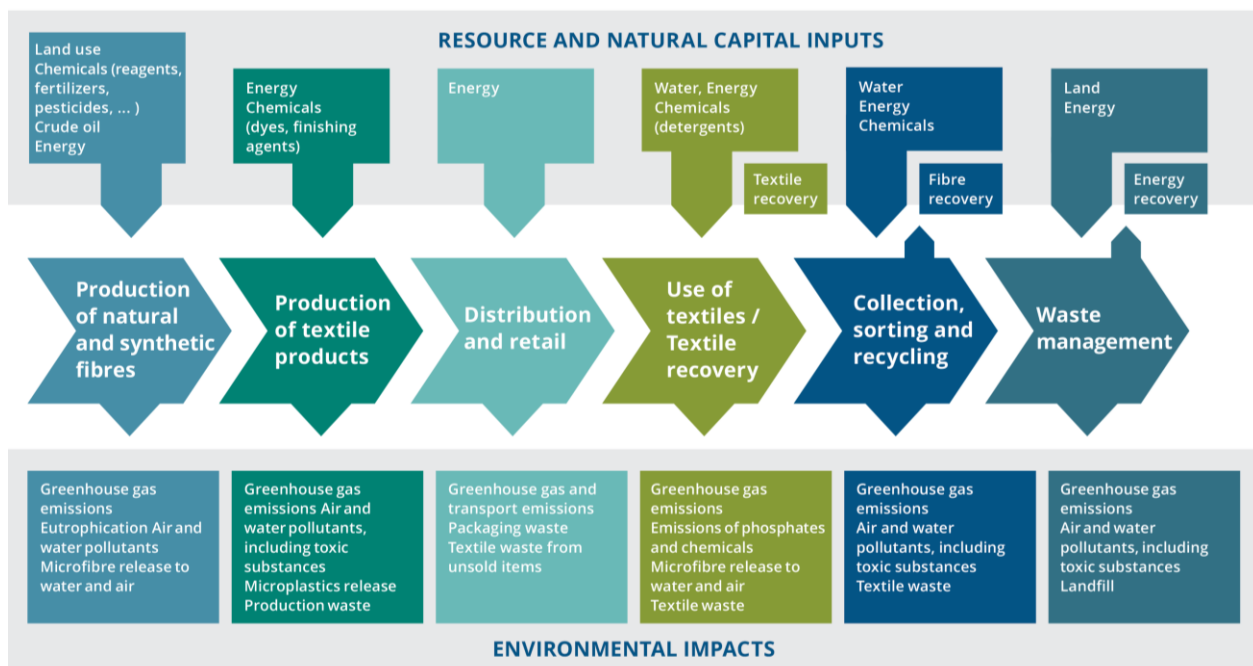 RESOURCE AND NATURAL CAPITAL INPUTS
Land use
Chemicals (reagents,
fertilizers,
pesticides, ... )
Crude oil
Energy
Energy
Chemicals
(dyes, finishing
agents)
Energy
Water, Energy
Chemicals
(detergents)
Textile
recovery
Water
Energy
Chemicals
Fibre
recovery
Land
Energy
Energy
recovery
Production
of natural
and synthetic
fibres
Production
of textile
products
Distribution
and retail
Use of
textiles /
Textile
recovery
Collection,
sorting and
recycling
Waste
management
Greenhouse gas
emissions
Eutrophication Air and
water pollutants
Microfibre release to
water and air
Greenhouse gas
emissions Air and
water pollutants,
including toxic
substances
Microplastics release
Production waste
Greenhouse gas and
transport emissions
Packaging waste
Textile waste from
unsold items
Greenhouse gas
emissions
Emissions of phosphates
and chemicals
Microfibre release to
water and air
Textile waste
Greenhouse gas
emissions
Air and water
pollutants, including
toxic substances
Textile waste
Greenhouse gas
emissions
Air and water
pollutants, including
toxic substances
Landfill
ENVIRONMENTAL IMPACTS